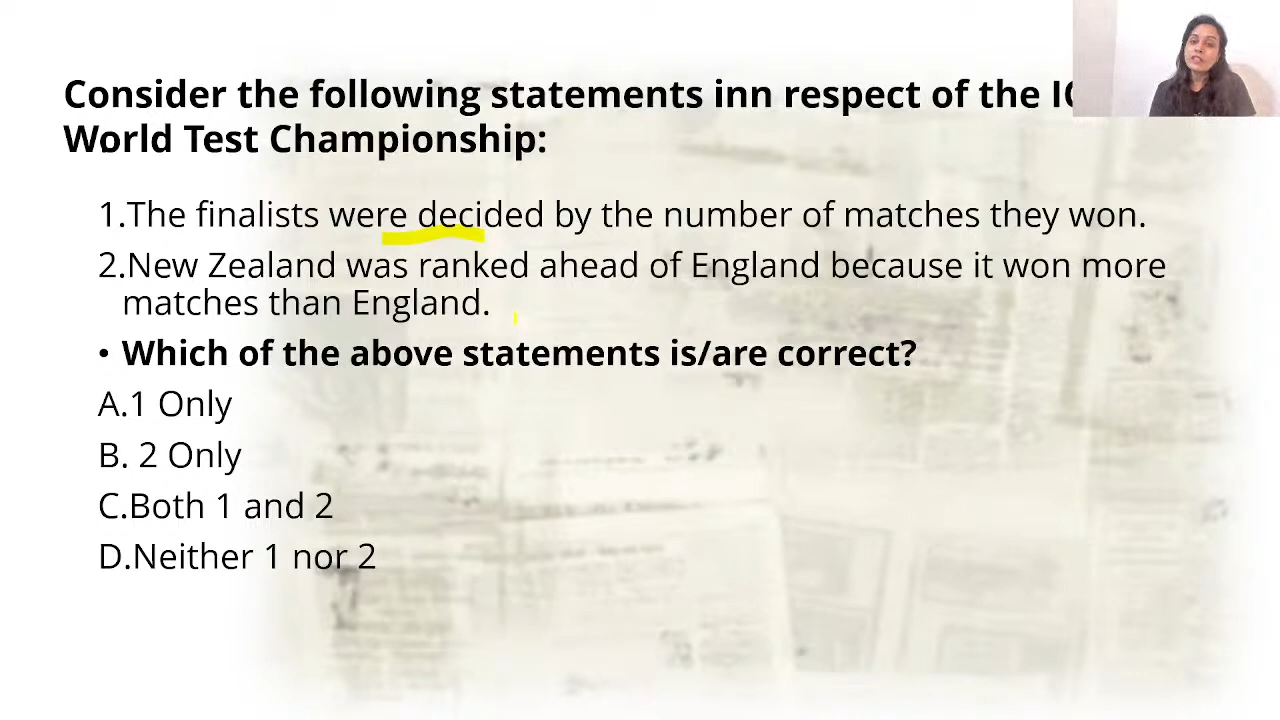 Consider the following statements inn respect of the
World Test Championship:
1.The finalists were decided by the number of matches they won.
2.New Zealand was ranked ahead of England because it won more
matches than England.
• Which of the above statements is/are correct?
A.1 Only
B. 2 Only
C.Both 1 and 2
D.Neither 1 nor 2